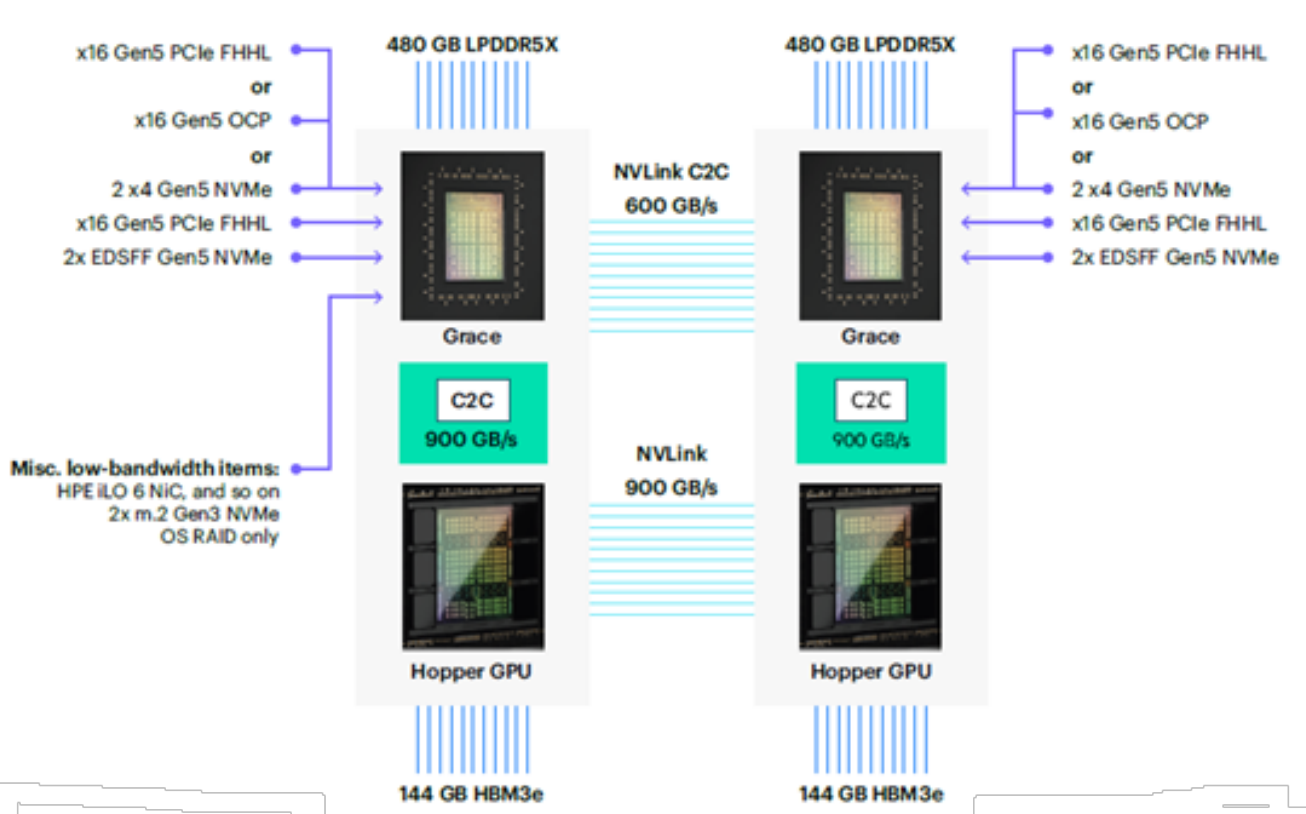 x16 Gen5 PCIe FHHL
or
x16 Gen5 OCP
or
2 x4 Gen5 NVMe
x16 Gen5 PCIe FHHL
2x EDSFF Gen5 NVMe
Misc. low-bandwidth items:
HPE iLO 6 NiC, and so on
2x m.2 Gen3 NVMe
OS RAID only
480 GB LPDDR5X
Grace
C2C
900 GB/s
Hopper GPU
144 GB HBM3e
NVLink C2C
600 GB/s
NVLink
900 GB/s
480 GB LPDDR5X
Grace
C2C
900 GB/s
Hopper GPU
144 GB HBM3e
x16 Gen5 PCIe FHHL
or
x16 Gen5 OCP
or
2 x4 Gen5 NVMe
x16 Gen5 PCIe FHHL
2x EDSFF Gen5 NVMe